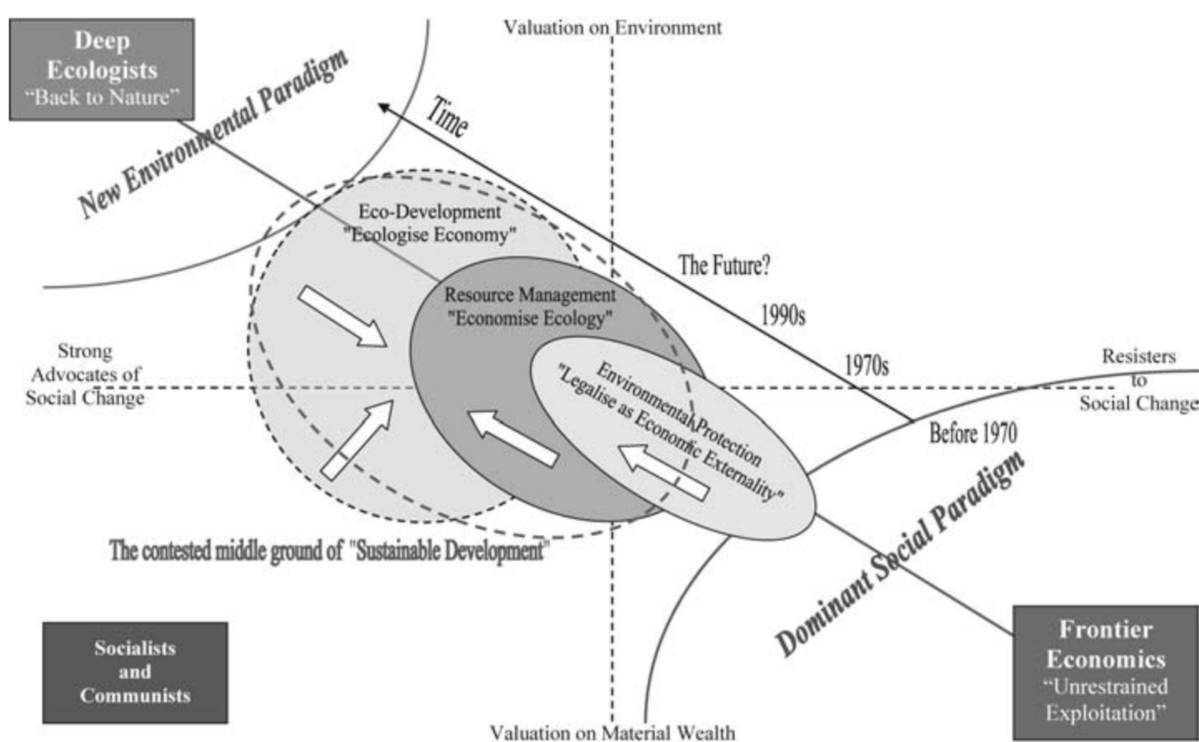 Deep
Ecologists
“Back to Nature”
Valuation on Environment
New Environmental Paradigm
Time
Eco-Development
"Ecologise Economy"
The Future?
Resource Management
"Economise Ecology"
1990s
1970s
Strong
Advocates of
Social Change
Resisters
to
Social Change
Environmental Protection
"Legalise as Economic Externality"
Before 1970
The contested middle ground of "Sustainable Development"
Dominant Social Paradigm
Socialists
and
Communists
Frontier
Economics
“Unrestrained
Exploitation”
Valuation on Material Wealth